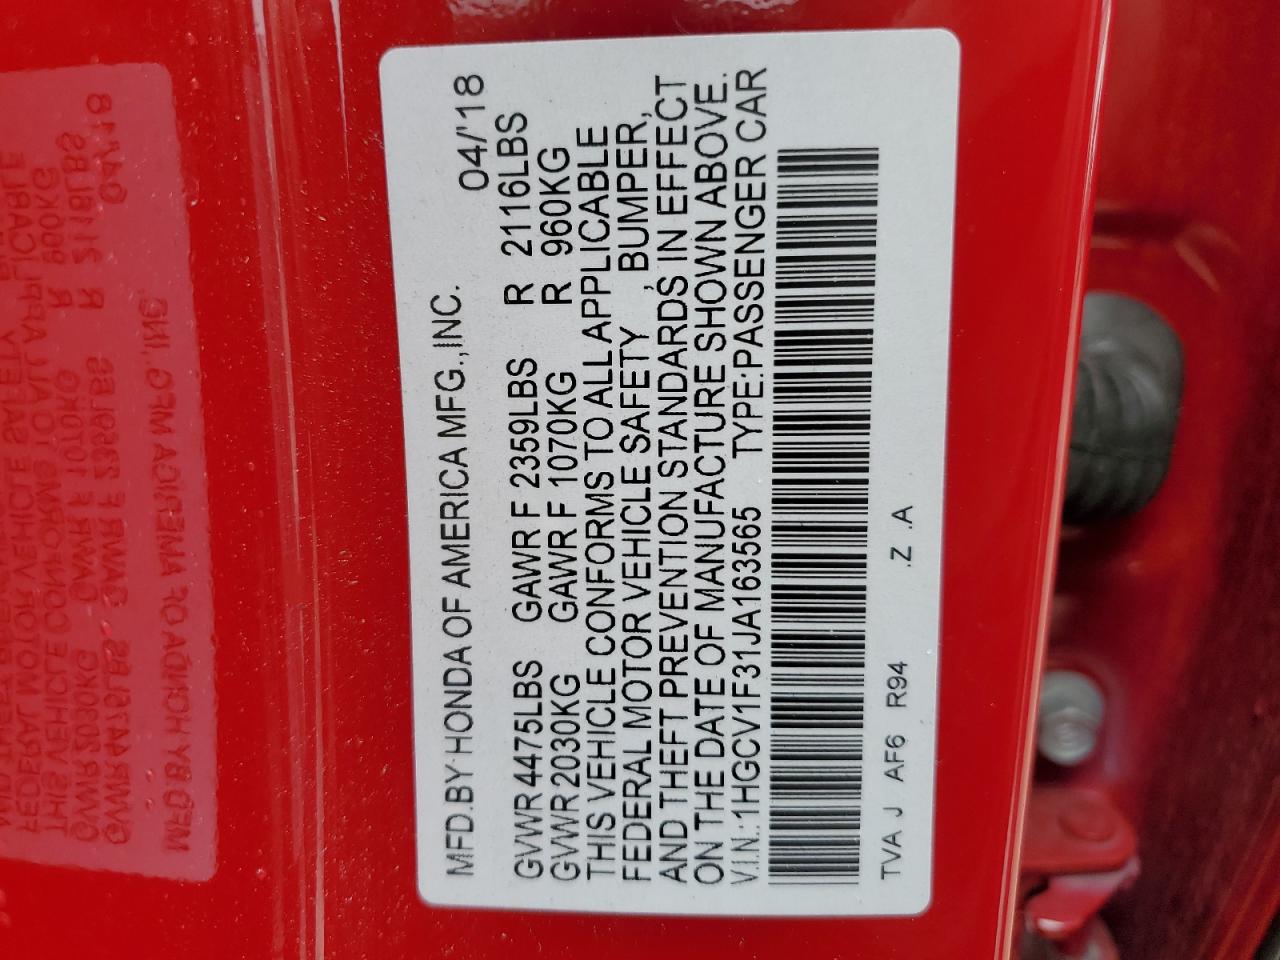 MFD.BY HONDA OF AMERICA MFG.,INC. 04/'18
GVWR 4475LBS GAWR F 2359LBS R 2116LBS
GVWR 2030KG GAWR F 1070KG R 960KG
THIS VEHICLE CONFORMS TO ALL APPLICABLE
FEDERAL MOTOR VEHICLE SAFETY , BUMPER,
AND THEFT PREVENTION STANDARDS IN EFFECT
ON THE DATE OF MANUFACTURE SHOWN ABOVE.
V.I.N.:1HGCV1F31JA163565 TYPE:PASSENGER CAR
TVA J AF6 R94 .Z .A